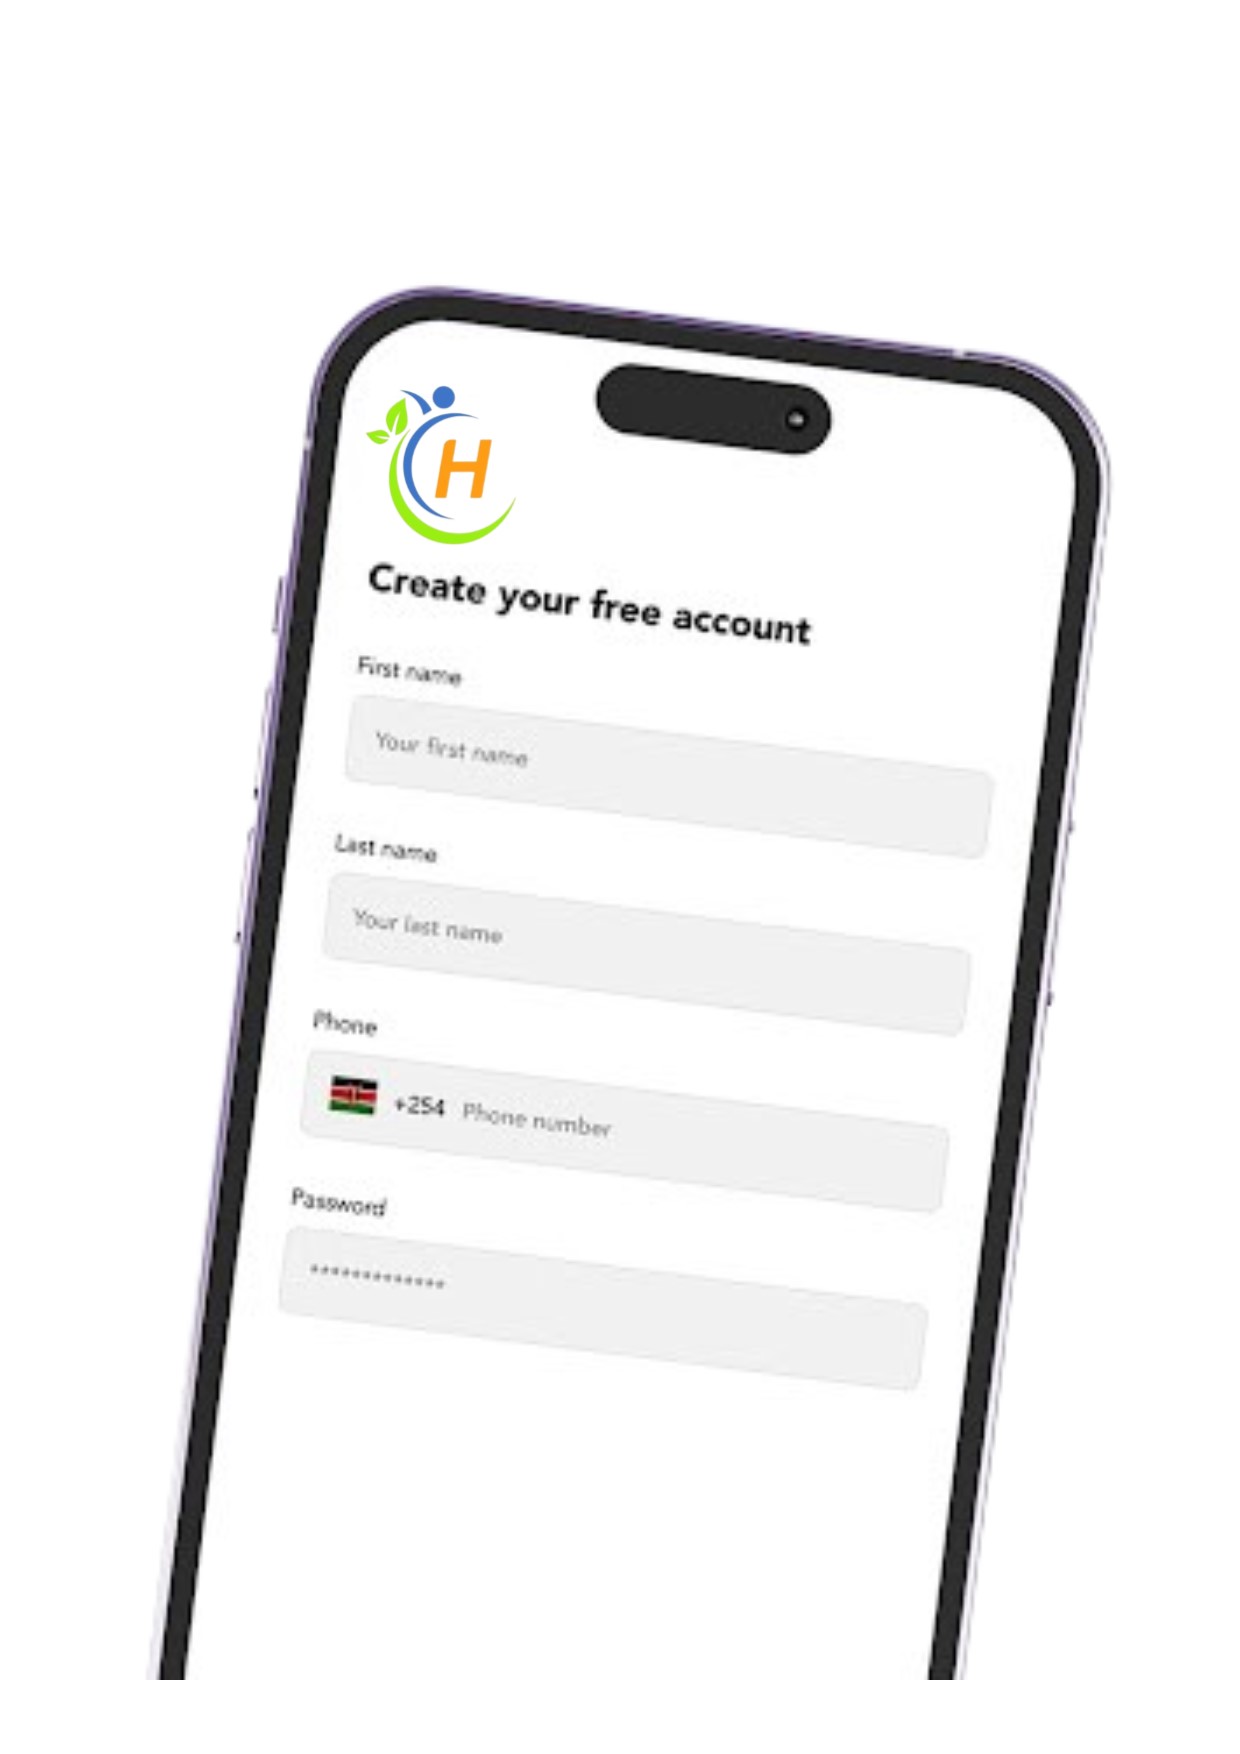 H
Create your free account
First name
Your first name
Last name
Your last name
Phone
+254 Phone number
Password
*************